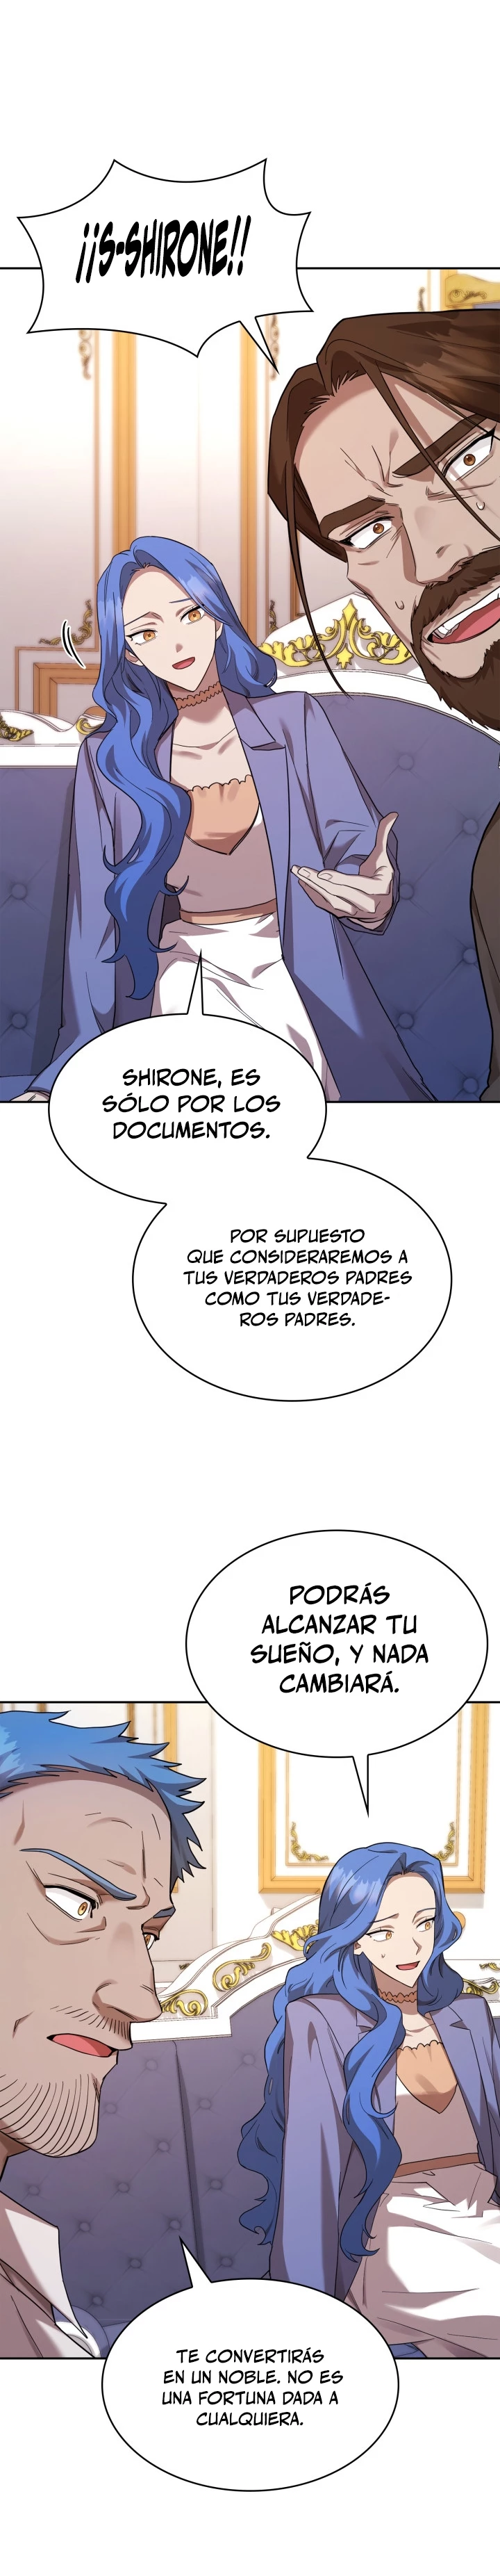 ¡¡S-SHIRONE!!
SHIRONE, ES
SÓLO POR LOS
DOCUMENTOS.
POR SUPUESTO
QUE CONSIDERAREMOS A
TUS VERDADEROS PADRES
COMO TUS VERDADE-
ROS PADRES.
PODRÁS
ALCANZAR TU
SUEÑO, Y NADA
CAMBIARÁ.
TE CONVERTIRÁS
EN UN NOBLE. NO ES
UNA FORTUNA DADA A
CUALQUIERA.